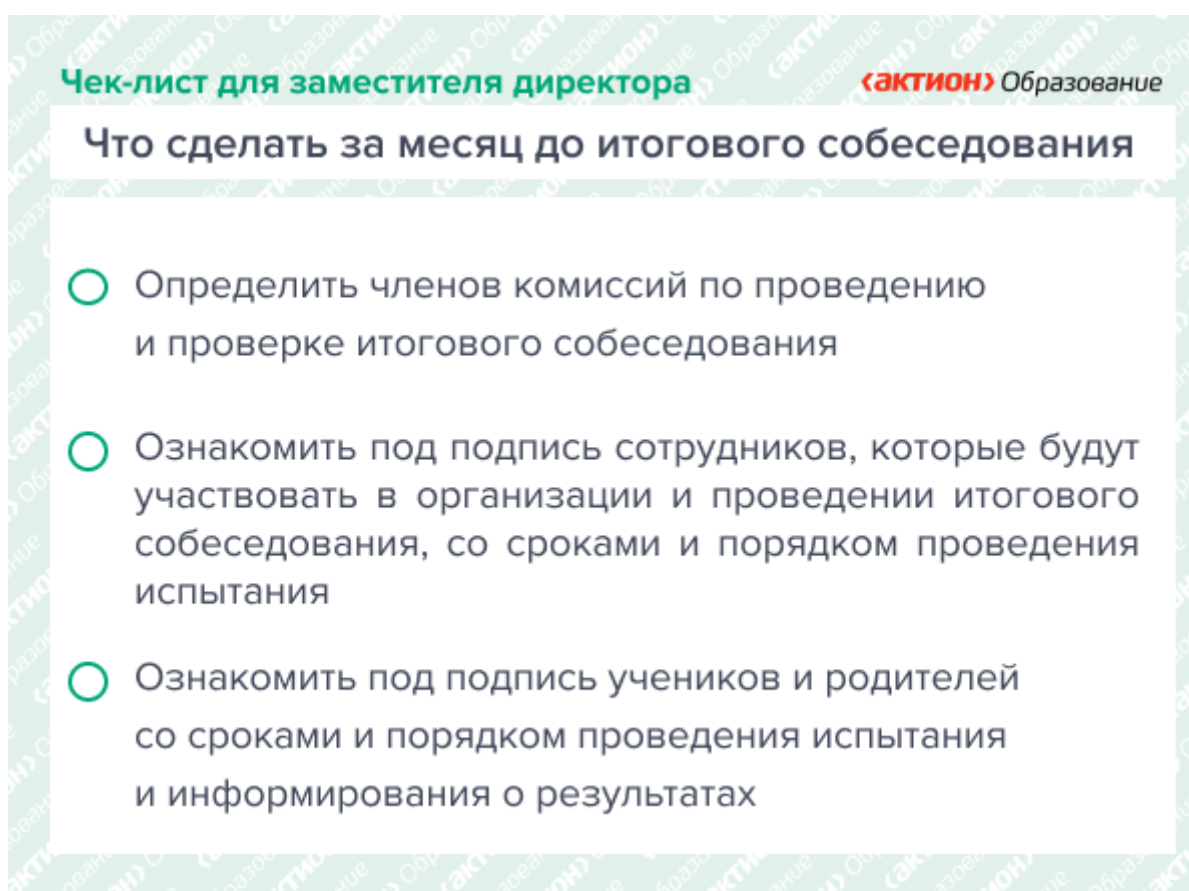 Чек-лист для заместителя директора
‹актион› Образование
Что сделать за месяц до итогового собеседования
Определить членов комиссий по проведению
и проверке итогового собеседования
Ознакомить под подпись сотрудников, которые будут
участвовать в организации и проведении итогового
собеседования, со сроками и порядком проведения
испытания
Ознакомить под подпись учеников и родителей
со сроками и порядком проведения испытания
и информирования о результатах